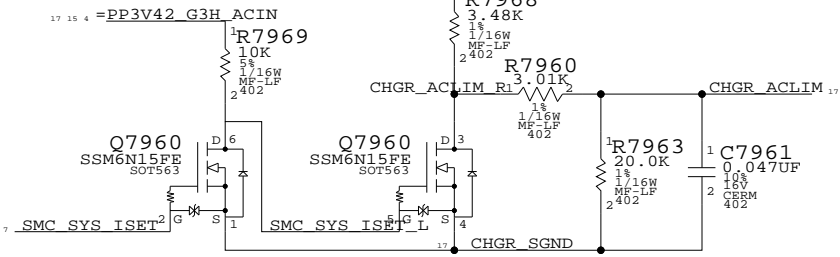 R7968
3.48K
1%
1/16W
MF-LF
402
2
17 15 4 =PP3V42_G3H_ACIN
1
R7969
10K
5%
1/16W
MF-LF
402
2
R7960
3.01K
CHGR_ACLIM_R
1
2
CHGR_ACLIM 17
1%
1/16W
MF-LF
402
Q7960
SSM6N15FE
SOT563
D
6
G
2
S
1
Q7960
SSM6N15FE
SOT563
D
3
5
G
S
4
1
R7963
20.0K
1%
1/16W
MF-LF
402
2
1
C7961
0.047UF
10%
16V
CERM
402
2
7 SMC_SYS_ISET
SMC_SYS_ISET_L
17 CHGR_SGND